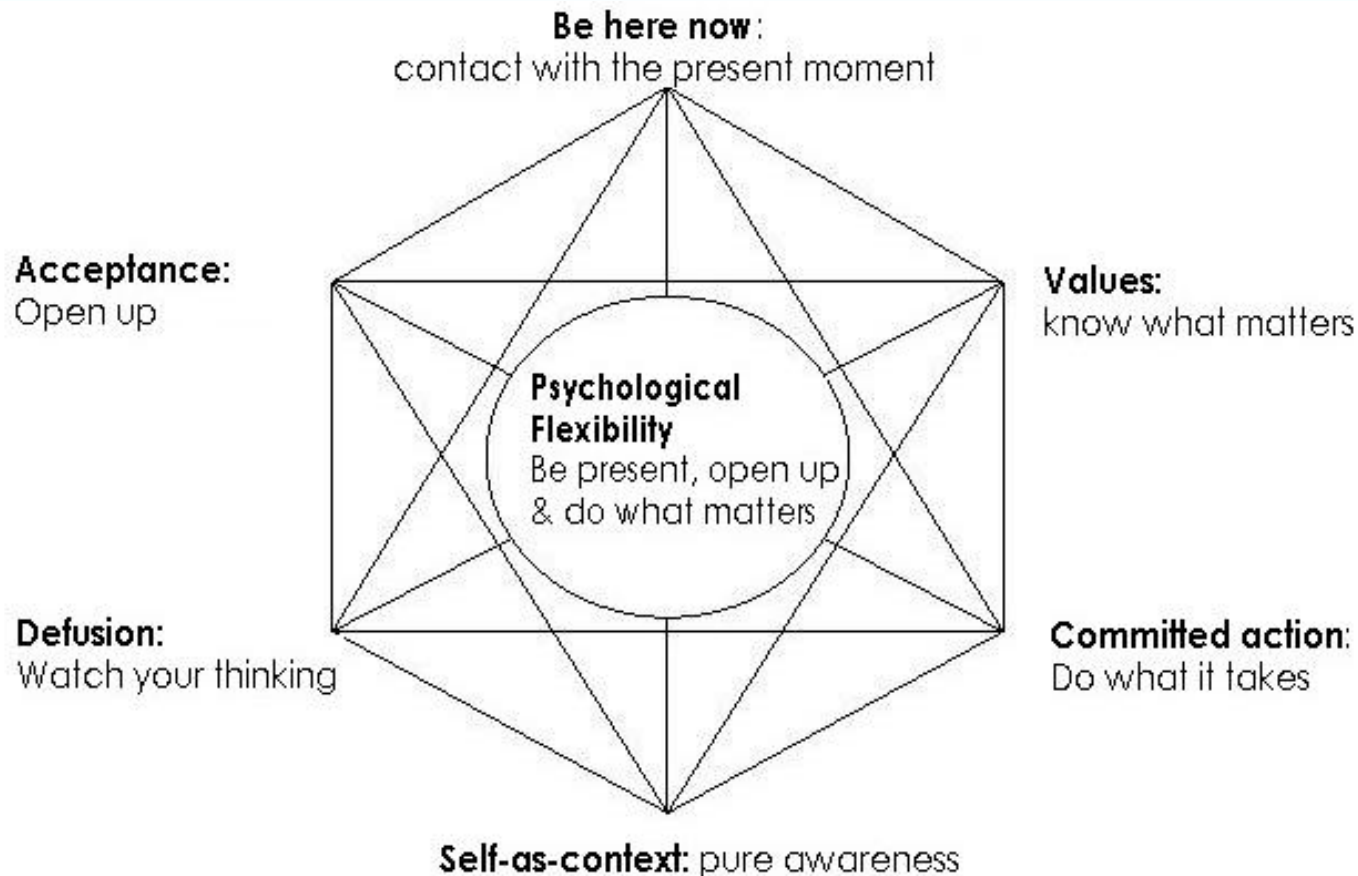 Be here now:
contact with the present moment
Acceptance:
Open up
Values:
know what matters
Psychological
Flexibility
Be present, open up
& do what matters
Defusion:
Watch your thinking
Committed action:
Do what it takes
Self-as-context: pure awareness